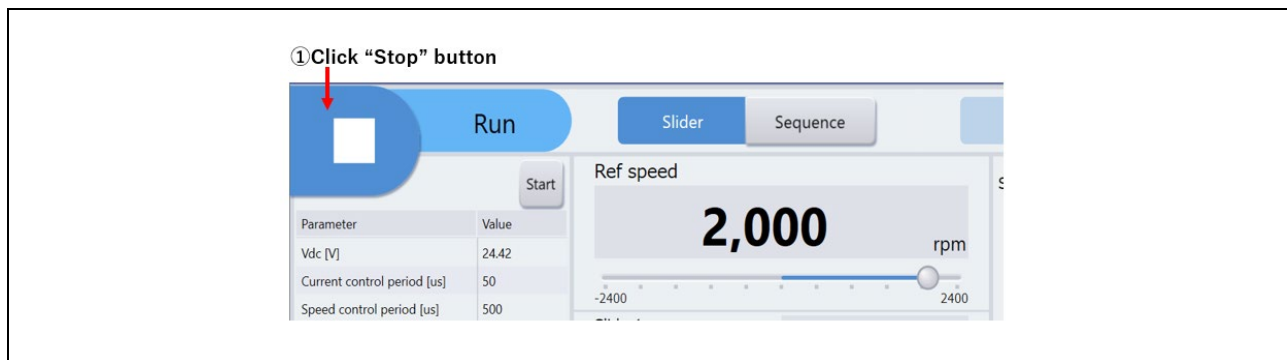 ①Click “Stop” button
Run
Slider
Sequence
Start
Ref speed
2,000
rpm
-2400
2400
Parameter Value
Vdc [V] 24.42
Current control period [us] 50
Speed control period [us] 500